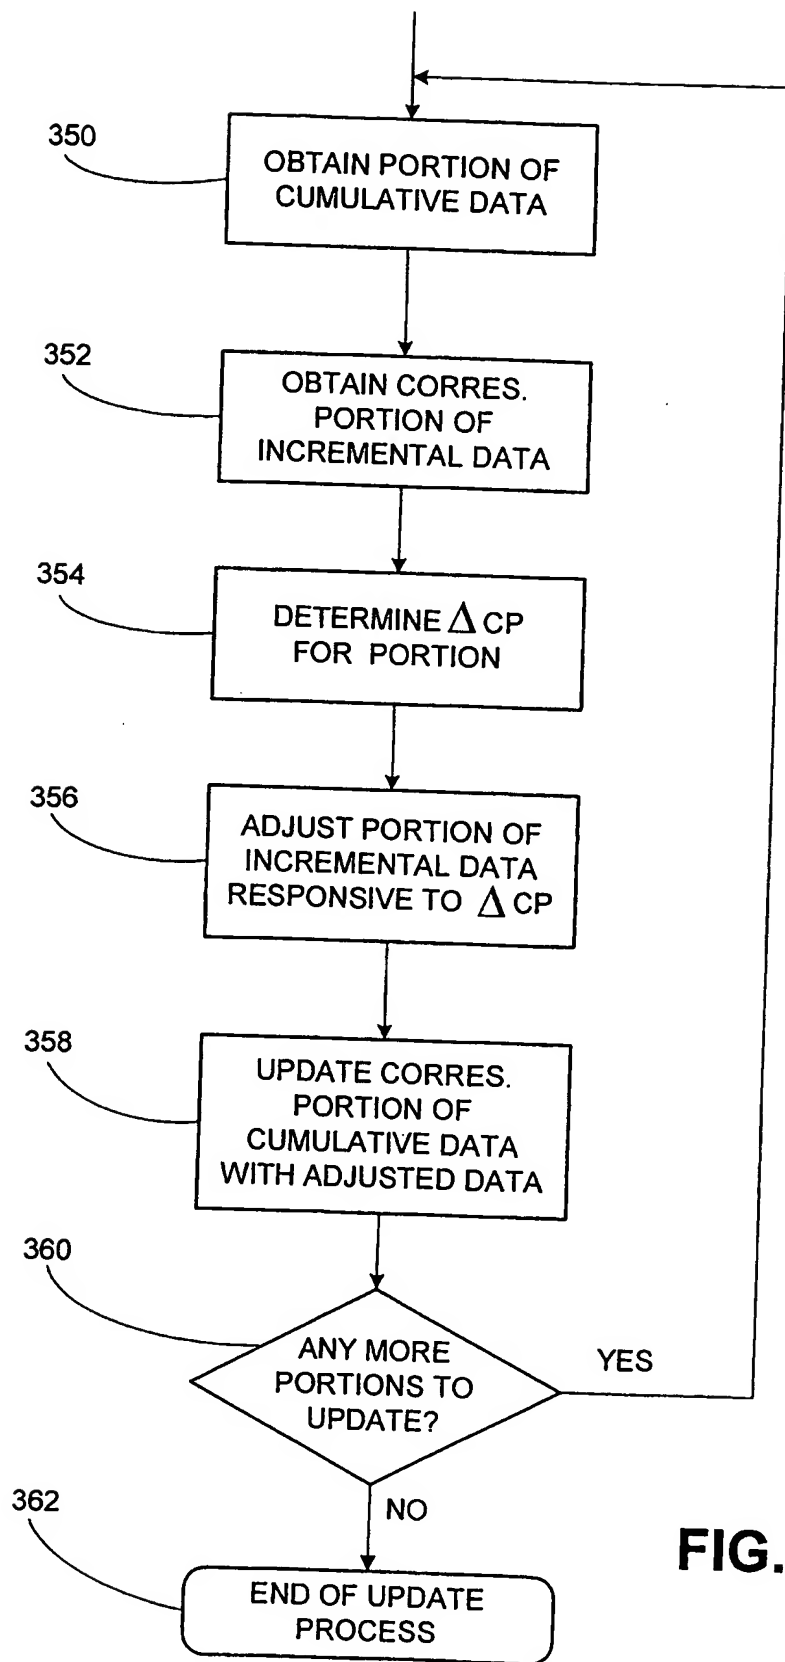 350
OBTAIN PORTION OF
CUMULATIVE DATA
352
OBTAIN CORRES.
PORTION OF
INCREMENTAL DATA
354
DETERMINE Δ CP
FOR PORTION
356
ADJUST PORTION OF
INCREMENTAL DATA
RESPONSIVE TO Δ CP
358
UPDATE CORRES.
PORTION OF
CUMULATIVE DATA
WITH ADJUSTED DATA
360
ANY MORE
PORTIONS TO
UPDATE?
YES
NO
362
END OF UPDATE
PROCESS
FIG.